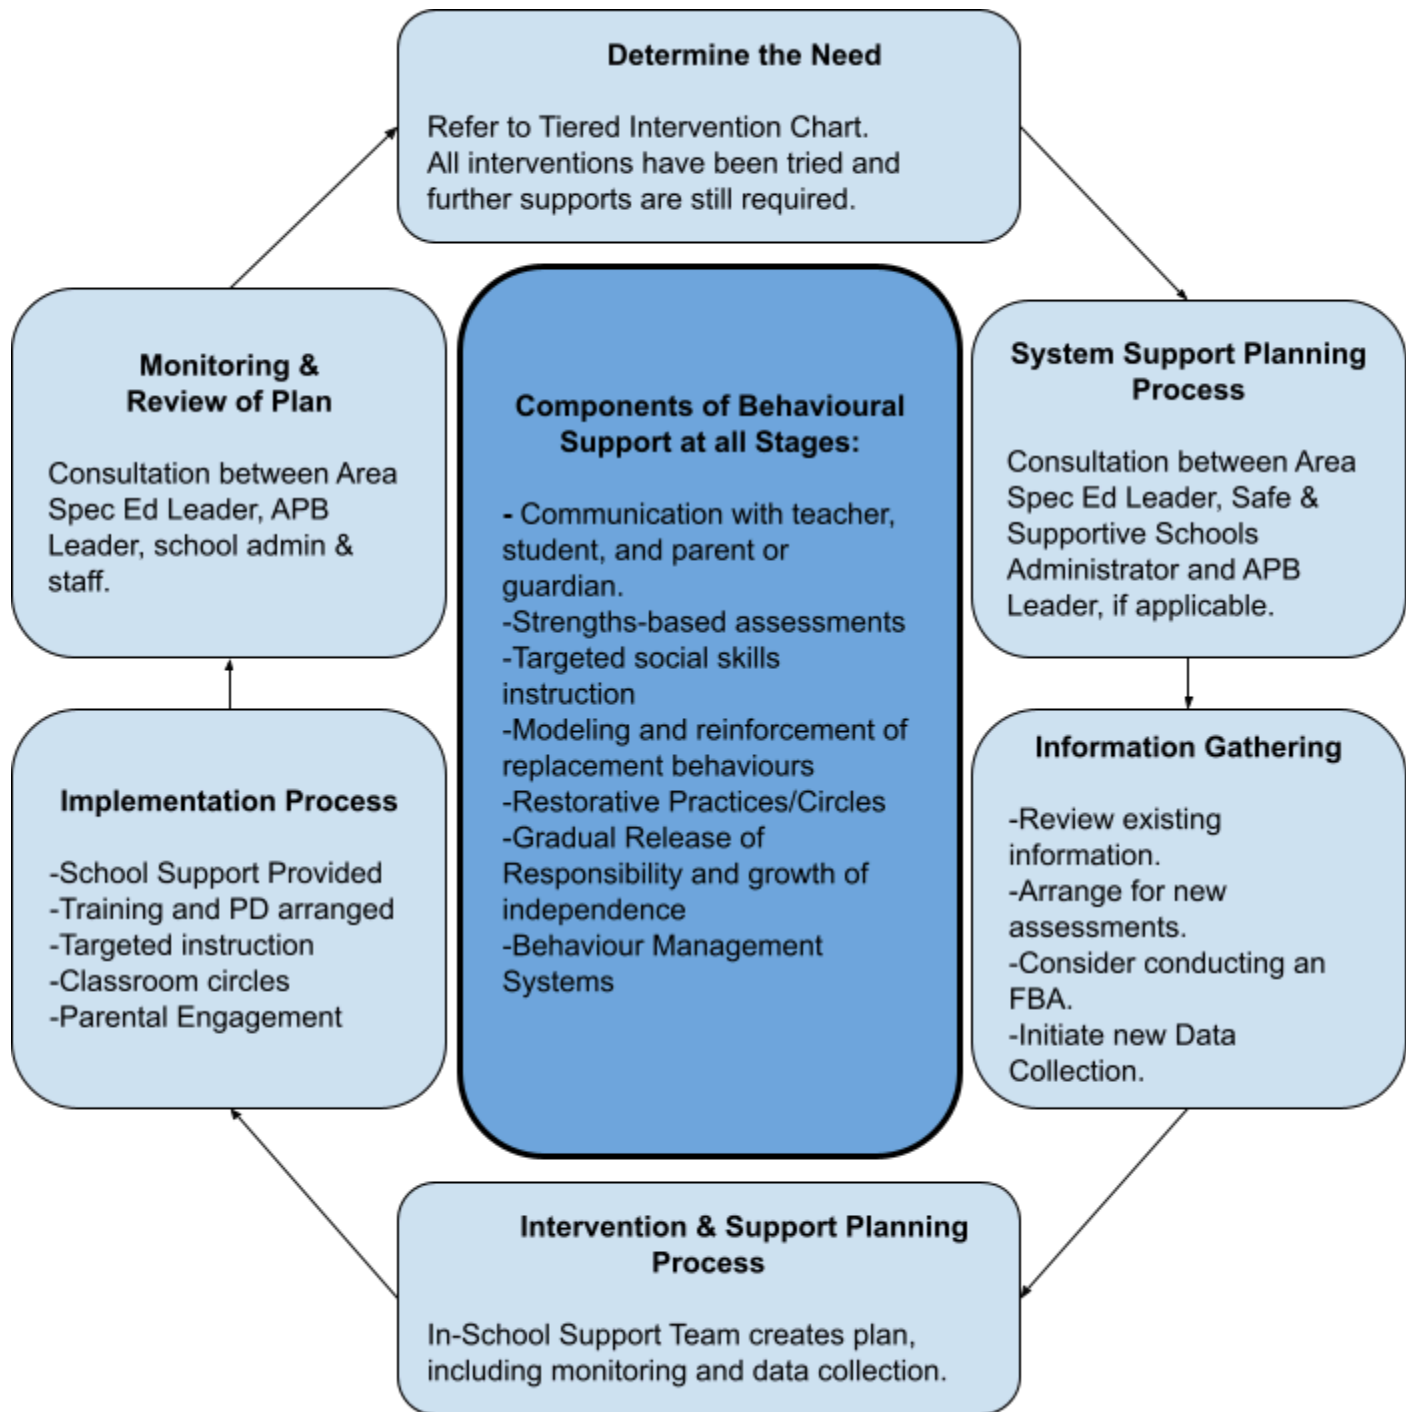 Determine the Need
Refer to Tiered Intervention Chart.
All interventions have been tried and
further supports are still required.
System Support Planning
Process
Consultation between Area
Spec Ed Leader, Safe &
Supportive Schools
Administrator and APB
Leader, if applicable.
Information Gathering
-Review existing
information.
-Arrange for new
assessments.
-Consider conducting an
FBA.
-Initiate new Data
Collection.
Intervention & Support Planning
Process
In-School Support Team creates plan,
including monitoring and data collection.
Implementation Process
-School Support Provided
-Training and PD arranged
-Targeted instruction
-Classroom circles
-Parental Engagement
Monitoring &
Review of Plan
Consultation between Area
Spec Ed Leader, APB
Leader, school admin &
staff.
Components of Behavioural
Support at all Stages:
- Communication with teacher,
student, and parent or
guardian.
-Strengths-based assessments
-Targeted social skills
instruction
-Modeling and reinforcement of
replacement behaviours
-Restorative Practices/Circles
-Gradual Release of
Responsibility and growth of
independence
-Behaviour Management
Systems